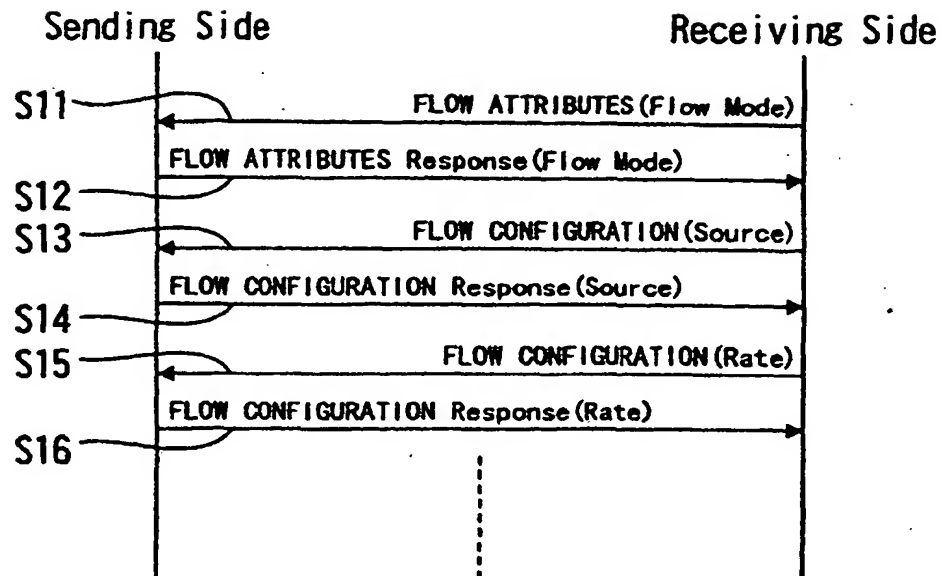 Sending Side
Receiving Side
S11
FLOW ATTRIBUTES(Flow Mode)
FLOW ATTRIBUTES Response(Flow Mode)
S12
S13
FLOW CONFIGURATION(Source)
FLOW CONFIGURATION Response(Source)
S14
S15
FLOW CONFIGURATION(Rate)
FLOW CONFIGURATION Response(Rate)
S16